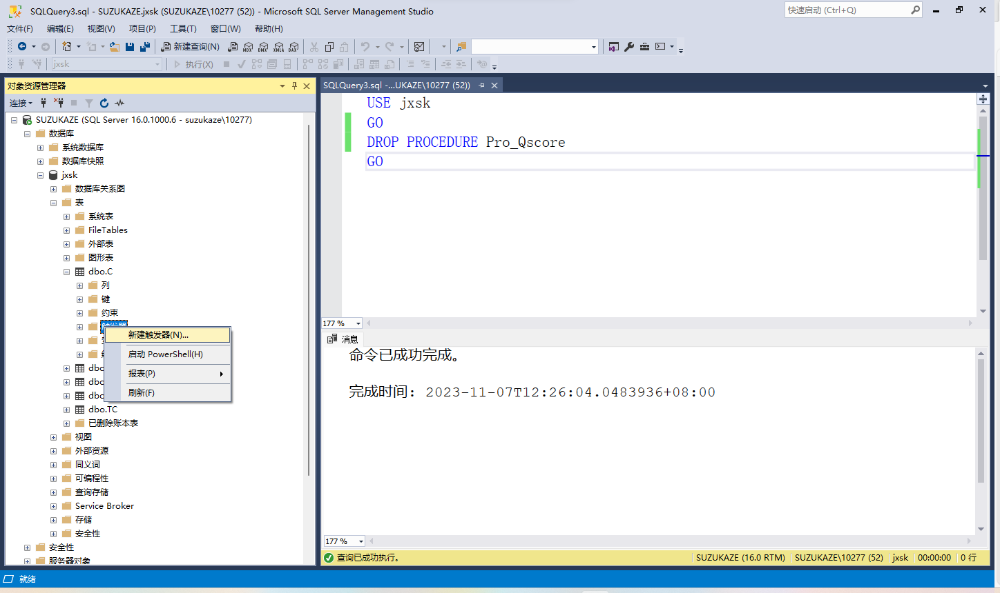 SQLQuery3.sql - SUZUKAZE.jxsk (SUZUKAZE\10277 (52)) - Microsoft SQL Server Management Studio
快速启动 (Ctrl+Q)
文件(F) 编辑(E) 视图(V) 项目(P) 工具(T) 窗口(W) 帮助(H)
新建查询(N) MDX DMX XMLA DAX
jxsk 执行(X)
对象资源管理器
连接
SUZUKAZE (SQL Server 16.0.1000.6 - suzukaze\10277)
数据库
系统数据库
数据库快照
jxsk
数据库关系图
表
系统表
FileTables
外部表
图形表
dbo.C
列
键
约束
新建触发器(N)...
启动 PowerShell(H)
报表(P)
刷新(F)
dbo
dbo
dbo
dbo.TC
已删除账本表
视图
外部资源
同义词
可编程性
查询存储
Service Broker
存储
安全性
安全性
服务器对象
SQLQuery3.sql -...UKAZE\10277 (52))
USE jxsk
GO
DROP PROCEDURE Pro_Qscore
GO
177 %
消息
命令已成功完成。
完成时间: 2023-11-07T12:26:04.0483936+08:00
177 %
查询已成功执行。 SUZUKAZE (16.0 RTM) SUZUKAZE\10277 (52) jxsk 00:00:00 0 行
就绪